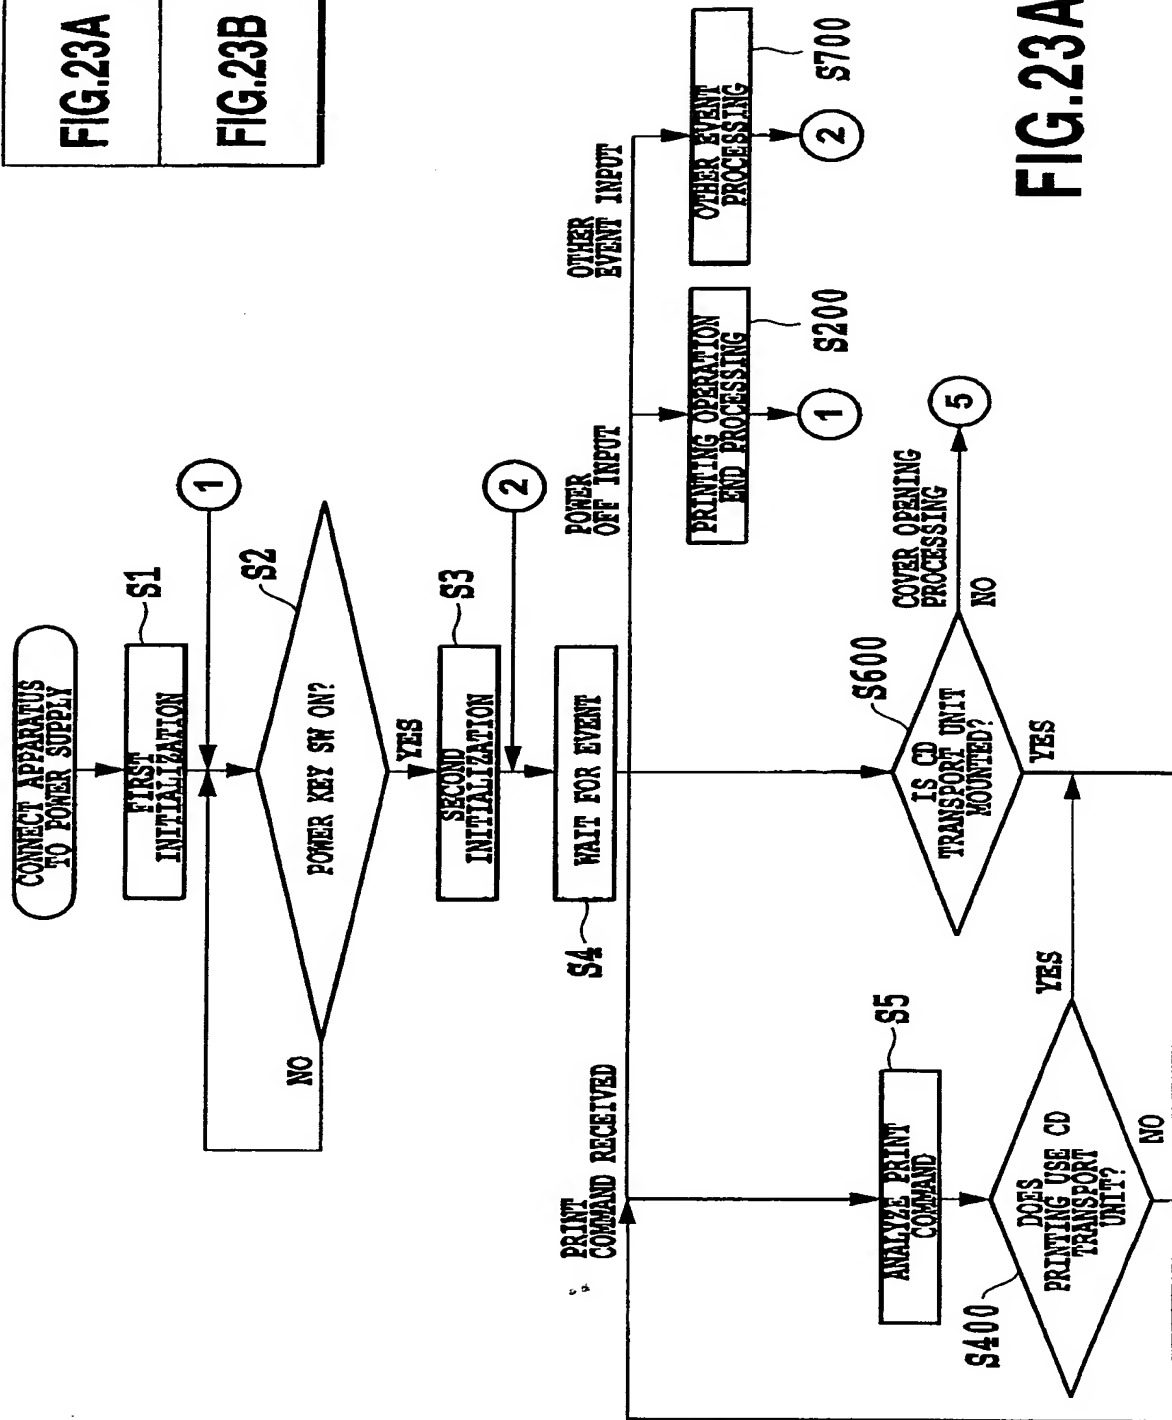 FIG.23A
FIG.23B
CONNECT APPARATUS
TO POWER SUPPLY
FIRST
INITIALIZATION
S1
1
POWER KEY SW ON?
S2
NO
YES
SECOND
INITIALIZATION
S3
2
WAIT FOR EVENT
S4
PRINT
COMMAND RECEIVED
POWER
OFF INPUT
OTHER
EVENT INPUT
ANALYZE PRINT
COMMAND
S5
DOES
PRINTING USE CD
TRANSPORT
UNIT?
S400
YES
NO
IS CD
TRANSPORT UNIT
MOUNTED?
S600
YES
NO
COVER OPENING
PROCESSING
5
PRINTING OPERATION
END PROCESSING
S200
1
OTHER EVENT
PROCESSING
S700
2
FIG.23A